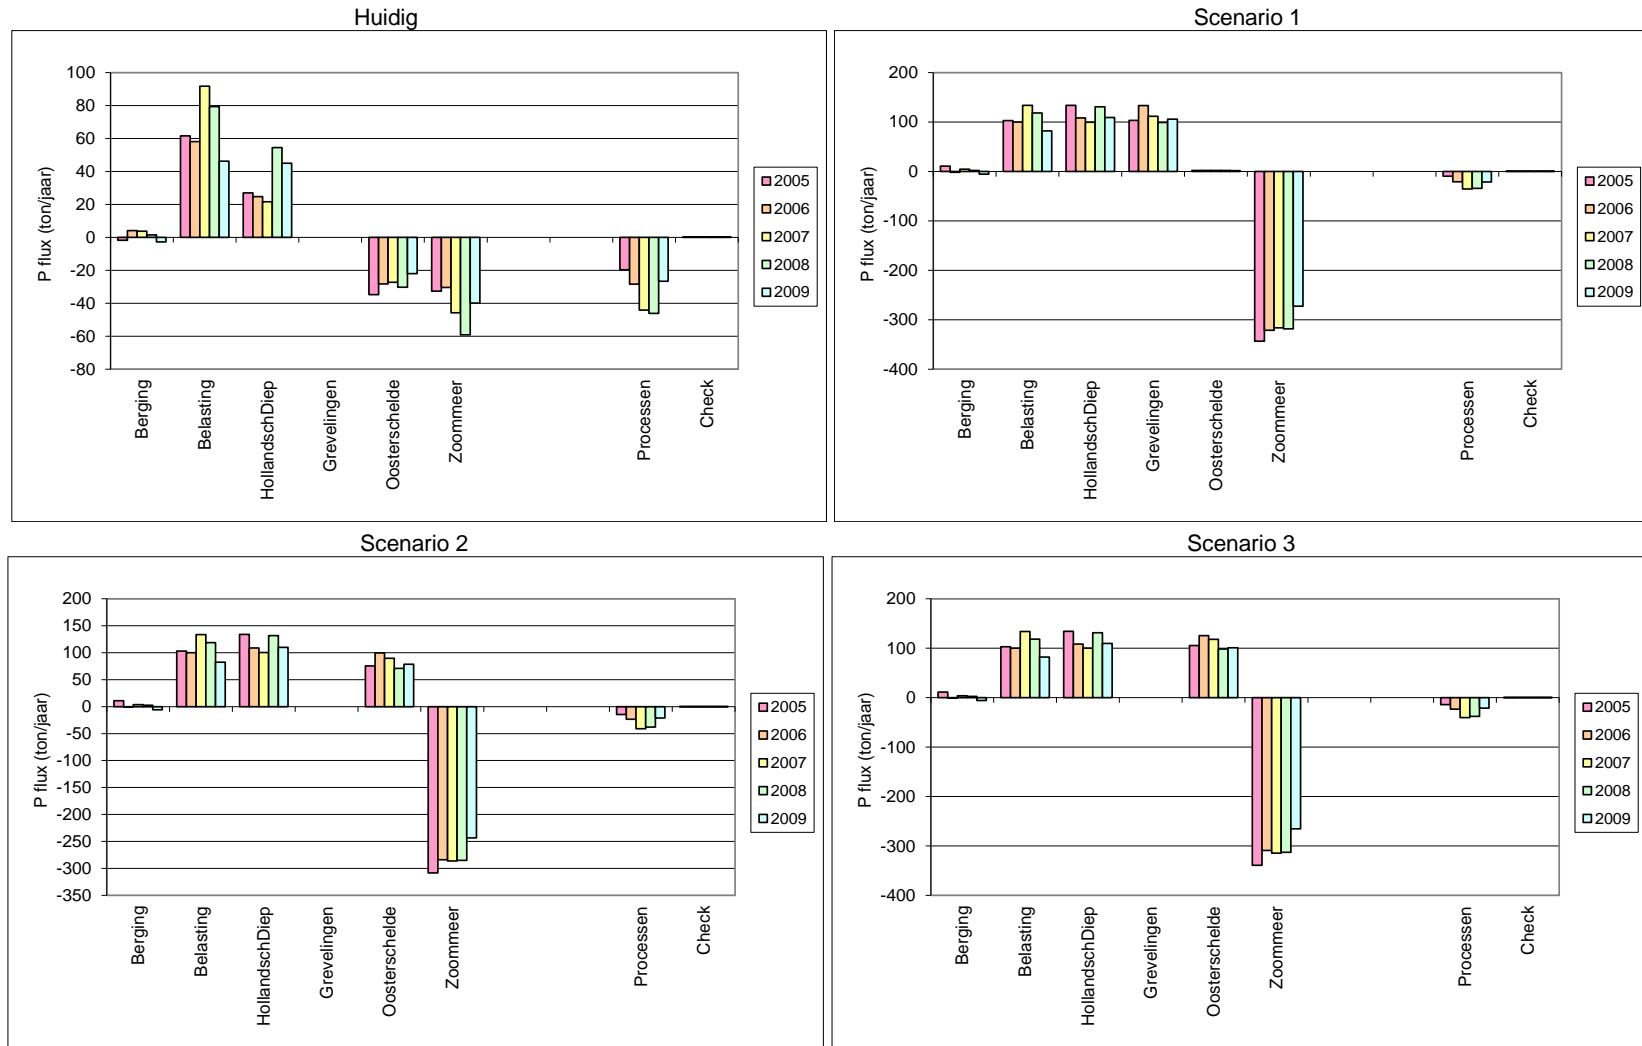 Huidig
P flux (ton/jaar)
100
80
60
40
20
0
-20
-40
-60
-80
Berging
Belasting
HollandschDiep
Grevelingen
Oosterschelde
Zoommeer
Processen
Check
2005
2006
2007
2008
2009
Scenario 1
P flux (ton/jaar)
200
100
0
-100
-200
-300
-400
Berging
Belasting
HollandschDiep
Grevelingen
Oosterschelde
Zoommeer
Processen
Check
2005
2006
2007
2008
2009
Scenario 2
P flux (ton/jaar)
200
150
100
50
0
-50
-100
-150
-200
-250
-300
-350
Berging
Belasting
HollandschDiep
Grevelingen
Oosterschelde
Zoommeer
Processen
Check
2005
2006
2007
2008
2009
Scenario 3
P flux (ton/jaar)
200
100
0
-100
-200
-300
-400
Berging
Belasting
HollandschDiep
Grevelingen
Oosterschelde
Zoommeer
Processen
Check
2005
2006
2007
2008
2009